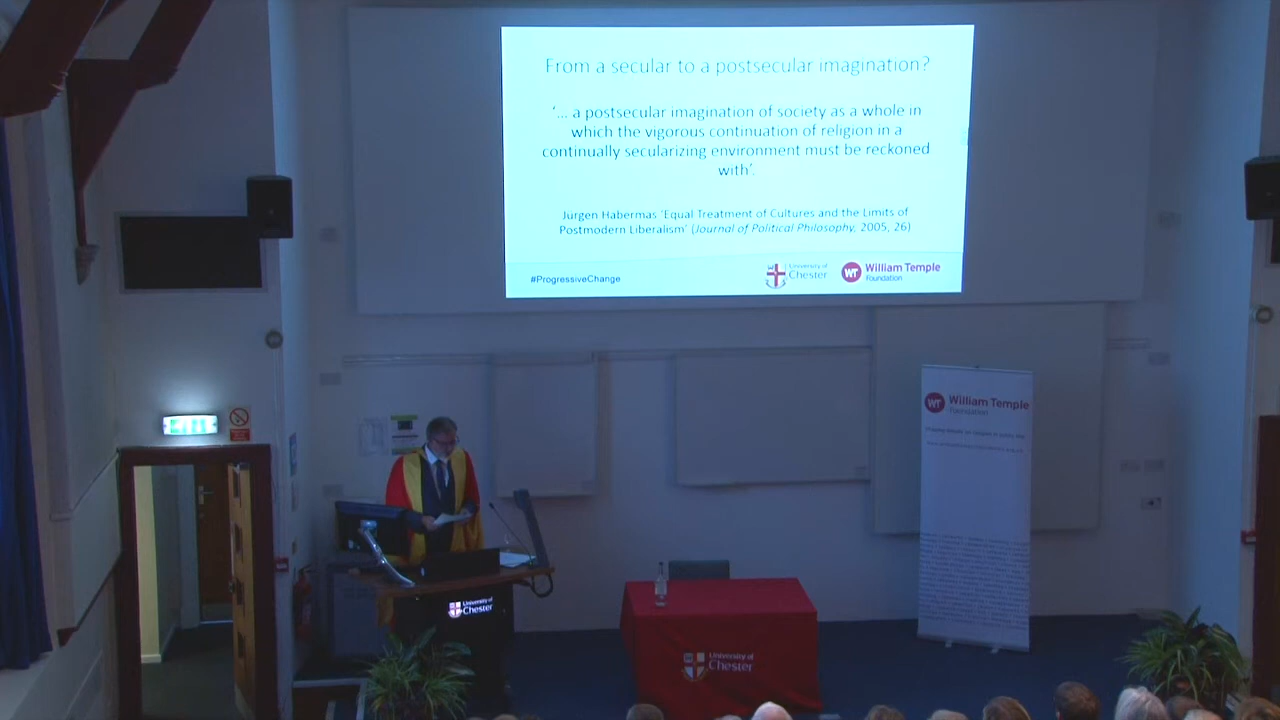 From a secular to a postsecular imagination?
‘... a postsecular imagination of society as a whole in
which the vigorous continuation of religion in a
continually secularizing environment must be reckoned
with’.
Jürgen Habermas ‘Equal Treatment of Cultures and the Limits of
Postmodern Liberalism’ (Journal of Political Philosophy, 2005, 26)
#ProgressiveChange
University of
Chester
WT
William Temple
Foundation
WT
William Temple
Foundation
University of
Chester
University of
Chester